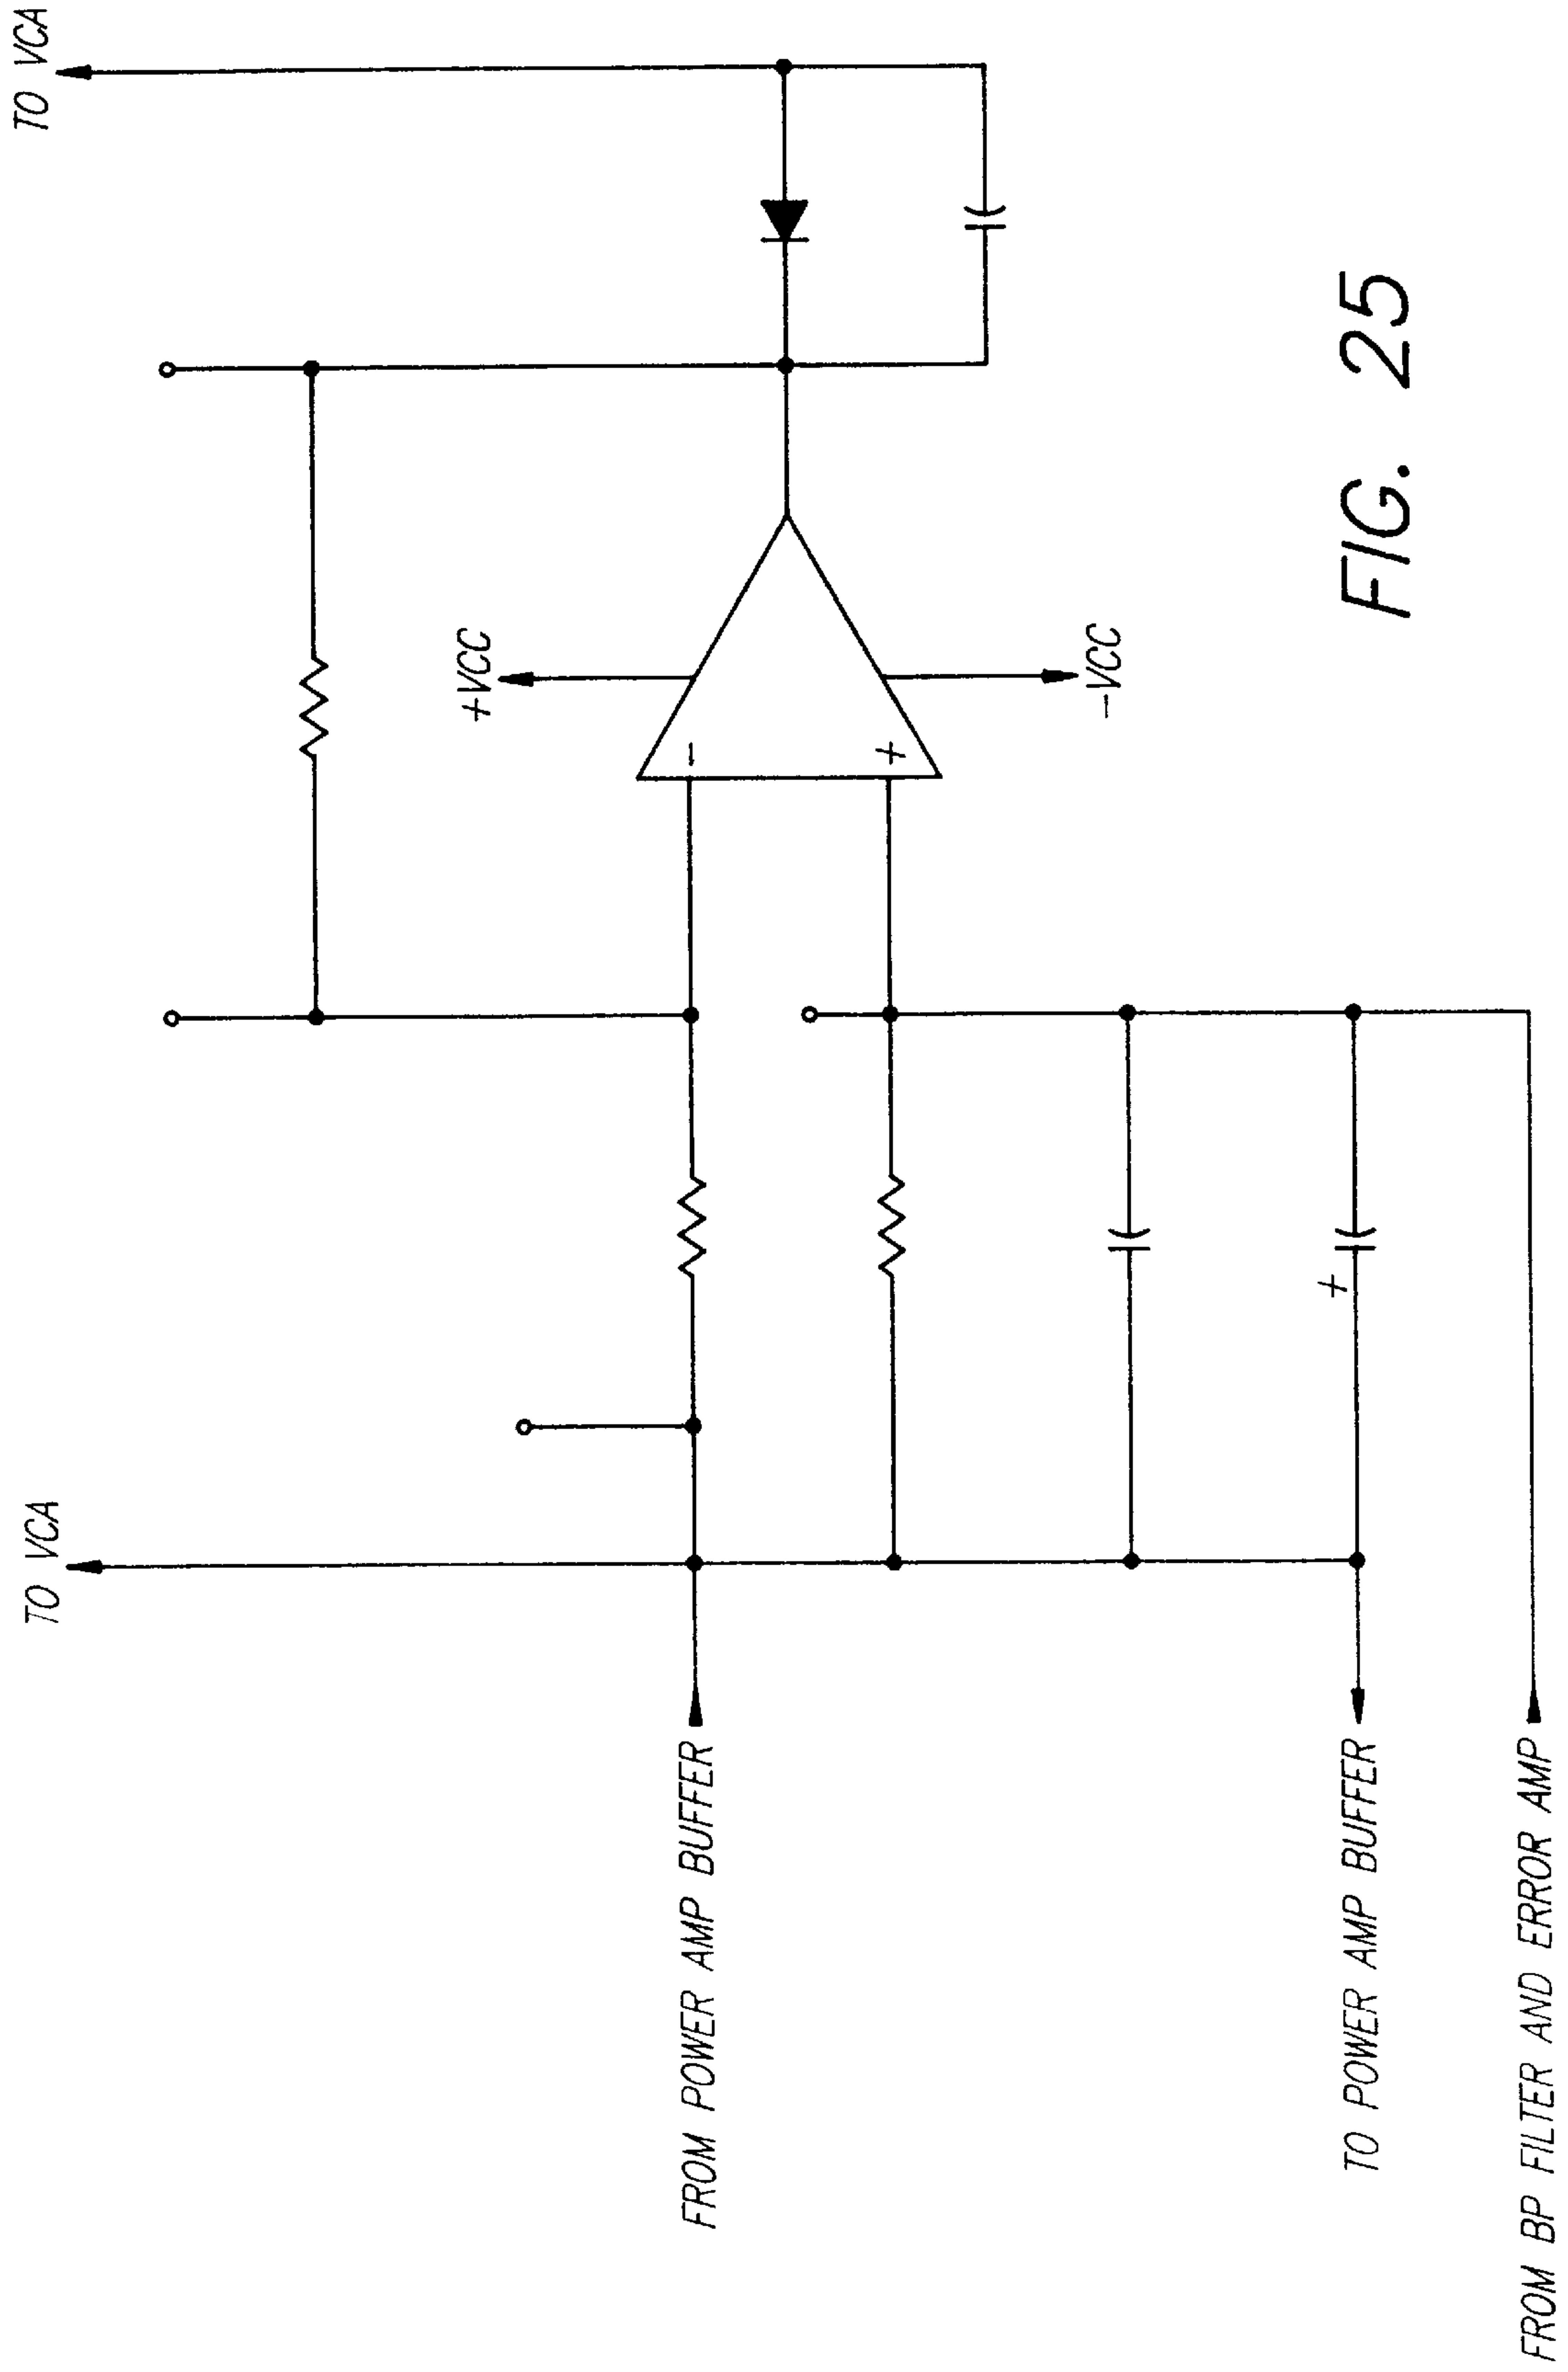 TO VCA
TO VCA
+VCC
-
+
-VCC
+
FROM POWER AMP BUFFER
TO POWER AMP BUFFER
FROM BP FILTER AND ERROR AMP
FIG. 25